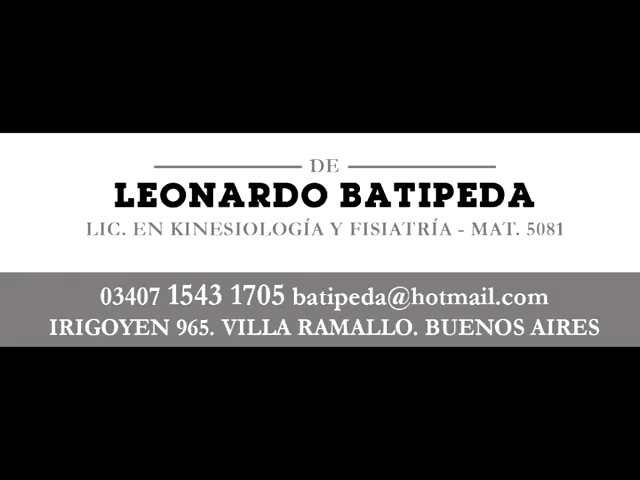 DE
LEONARDO BATIPEDA
LIC. EN KINESIOLOGÍA Y FISIATRÍA - MAT. 5081
03407 1543 1705 batipeda@hotmail.com
IRIGOYEN 965. VILLA RAMALLO. BUENOS AIRES